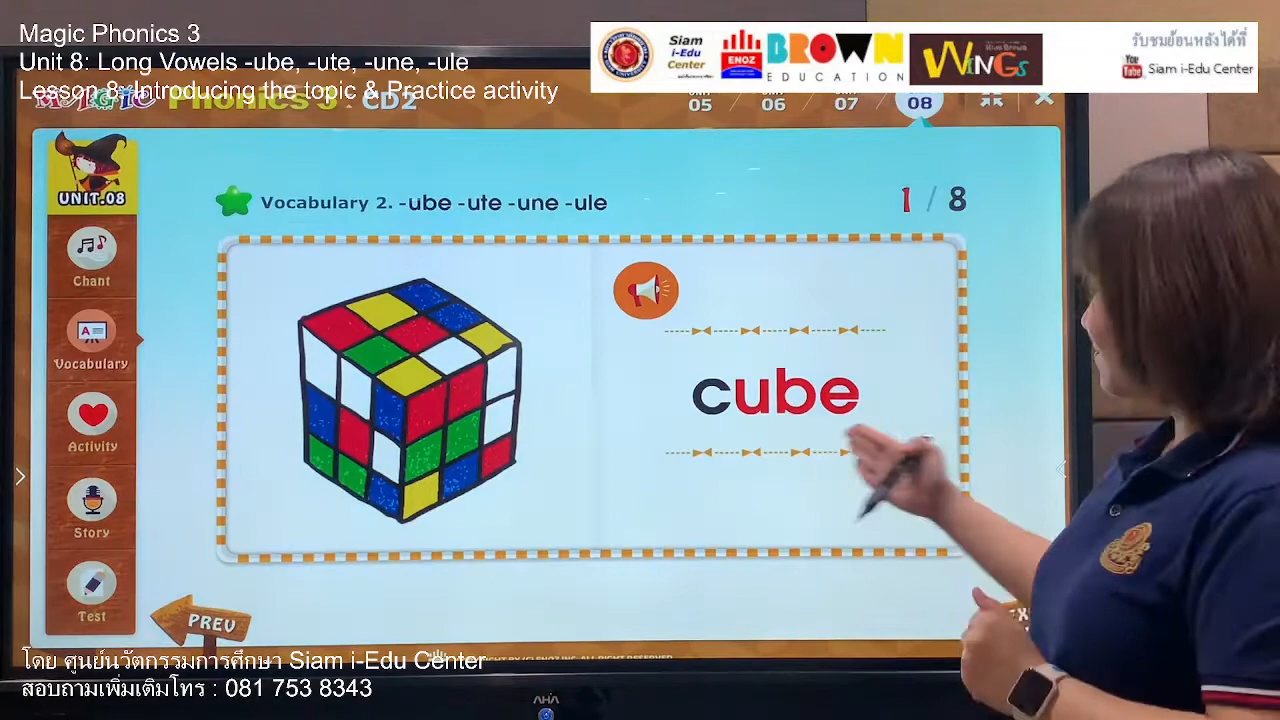 Magic Phonics 3
Unit 8: Long Vowels -ube, -ute, -une, -ule
Lesson 8: Introducing the topic & Practice activity
Siam
i-Edu
Center
ENOZ
BROWN
EDUCATION
WINGS
รับชมย้อนหลังได้ที่
You Tube Siam i-Edu Center
Phonics 3 CD2
05 / 06 / 07 / 08
UNIT.08
Vocabulary 2. -ube -ute -une -ule
1 / 8
Chant
Vocabulary
Activity
Story
Test
cube
PREV
โดย ศูนย์นวัตกรรมการศึกษา Siam i-Edu Center
สอบถามเพิ่มเติมโทร : 081 753 8343
AHA